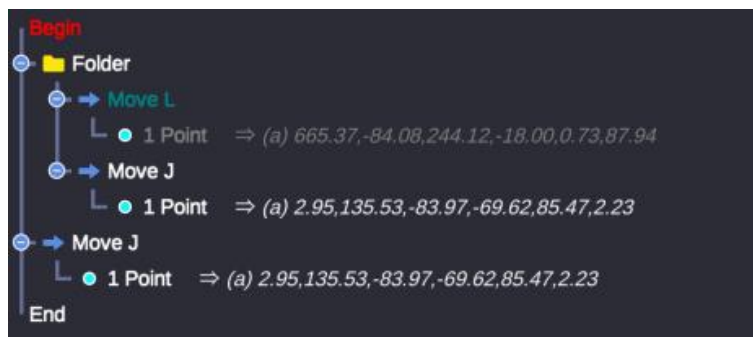 Begin
Folder
Move L
1 Point ⇒ (a) 665.37,-84.08,244.12,-18.00,0.73,87.94
Move J
1 Point ⇒ (a) 2.95,135.53,-83.97,-69.62,85.47,2.23
Move J
1 Point ⇒ (a) 2.95,135.53,-83.97,-69.62,85.47,2.23
End